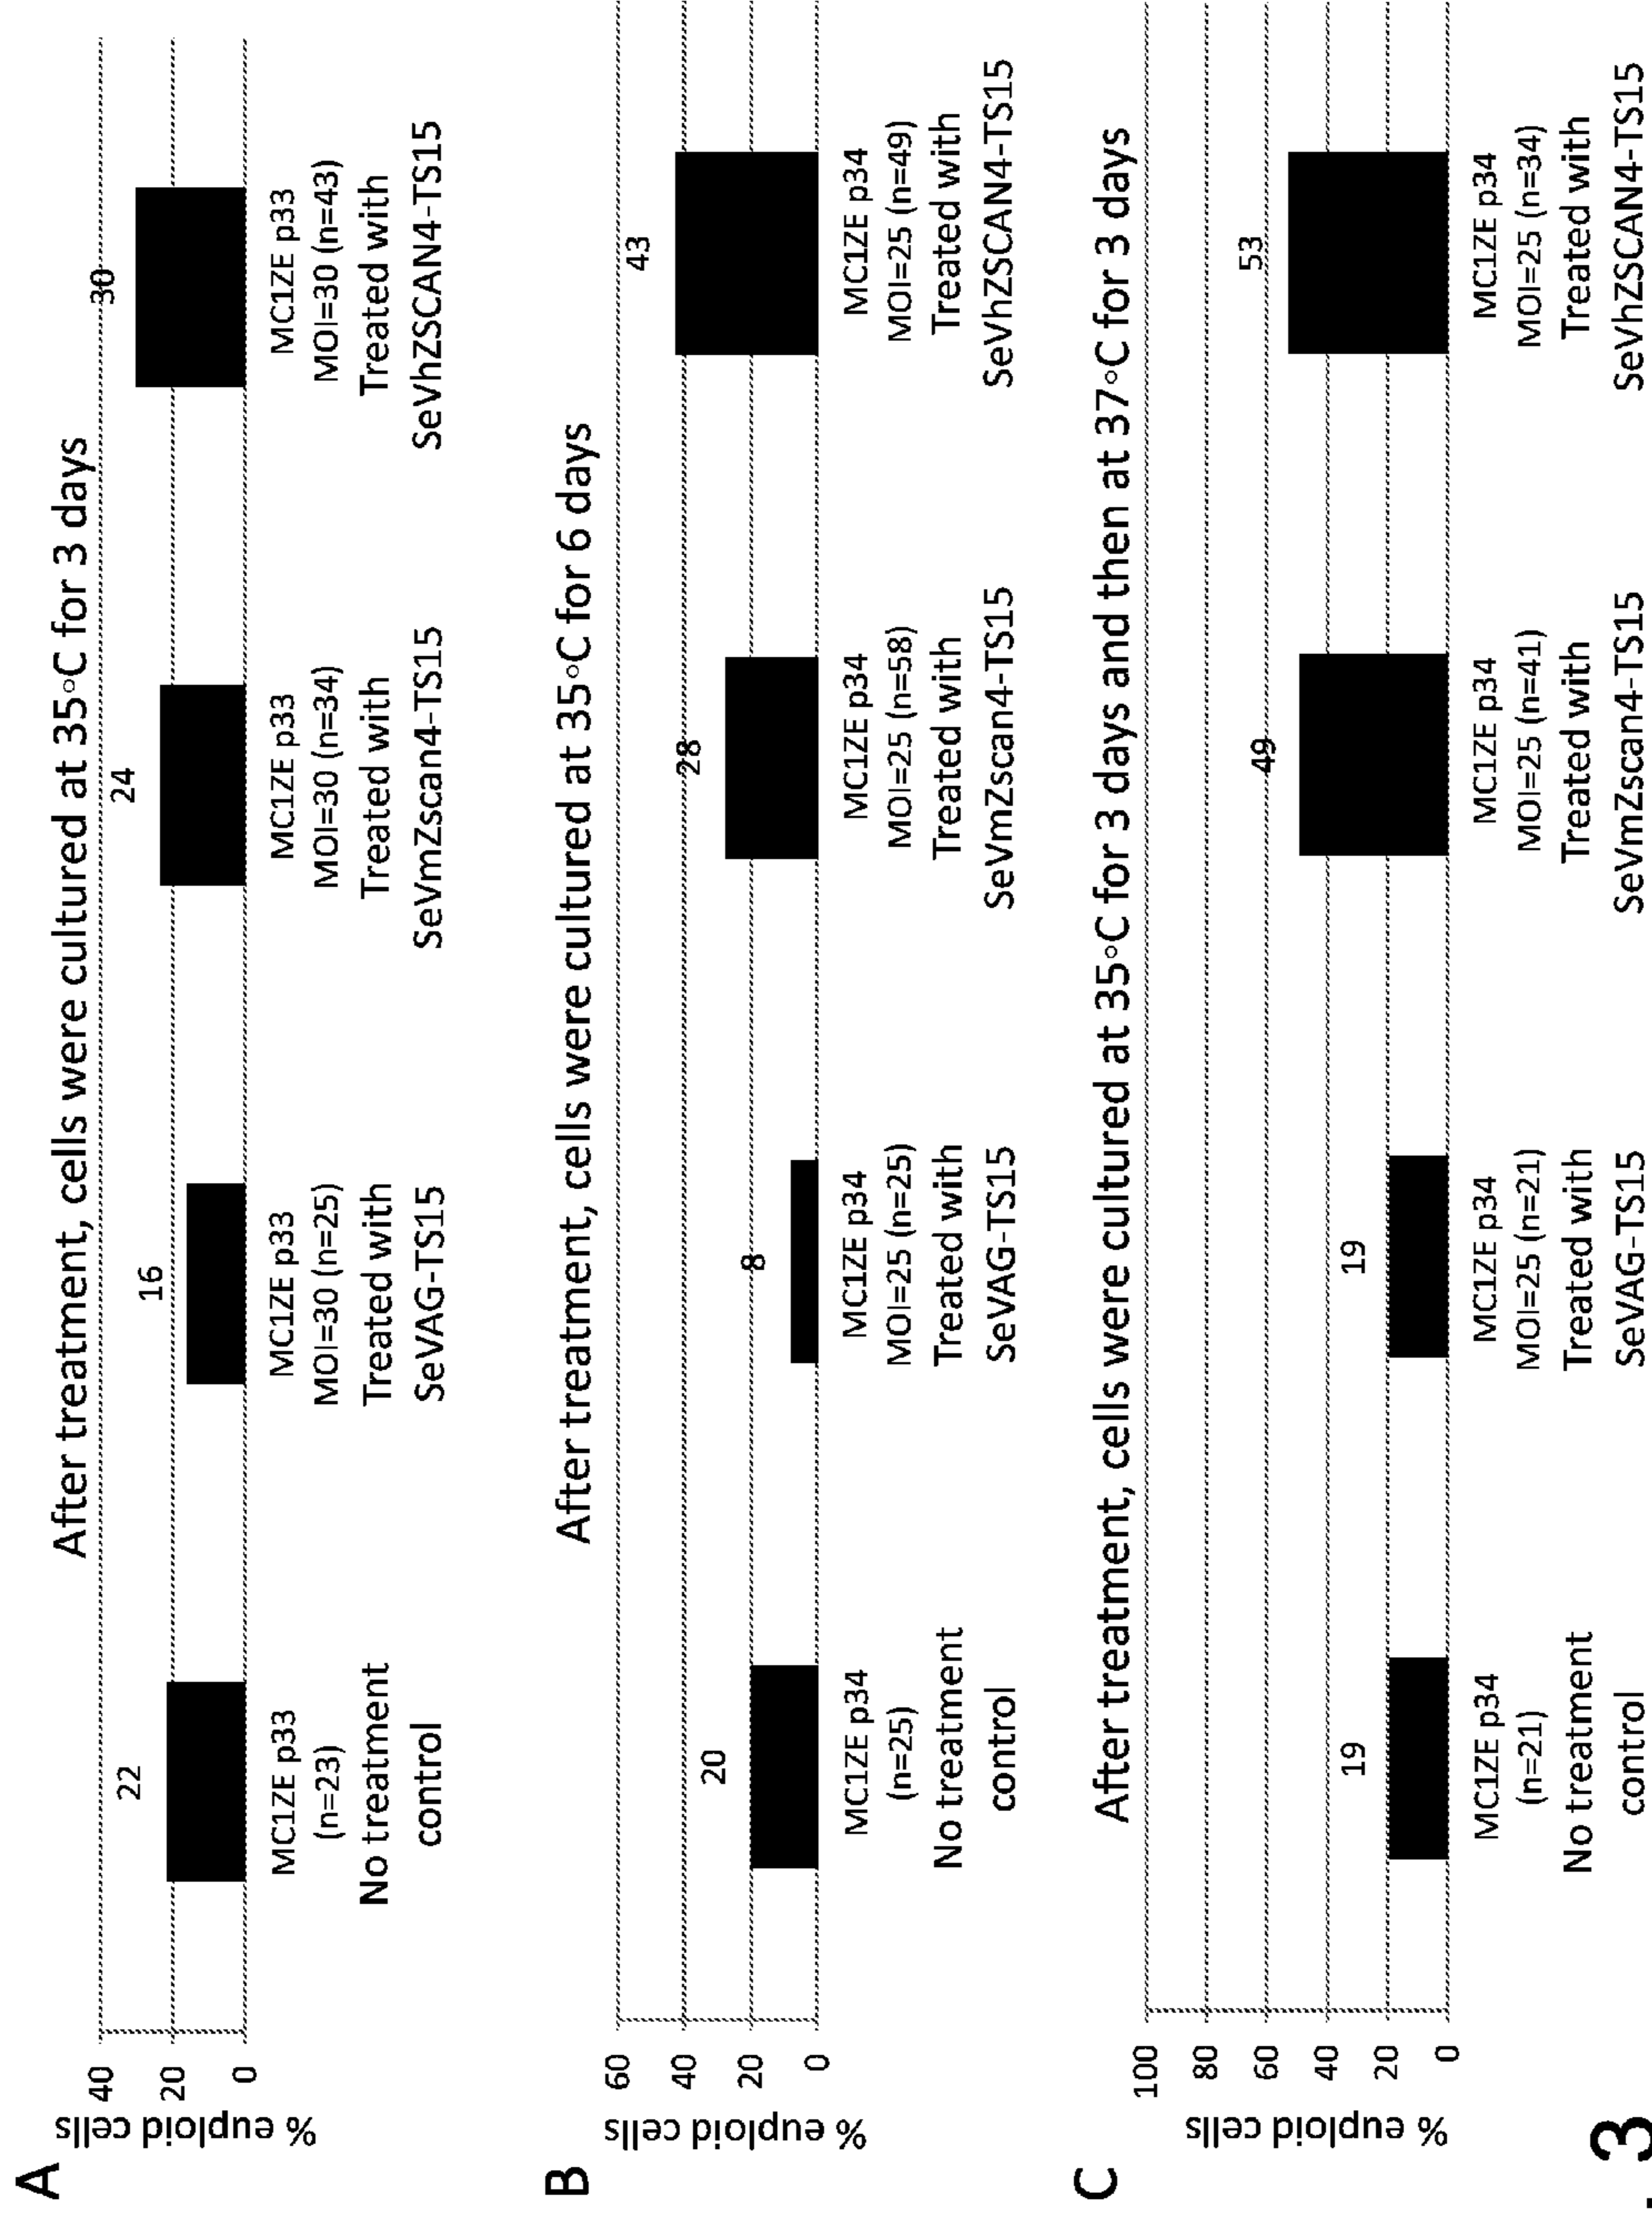 A
After treatment, cells were cultured at 35°C for 3 days
% euploid cells
40
20
0
22
16
24
30
MC1ZE p33
(n=23)
No treatment
control
MC1ZE p33
MOI=30 (n=25)
Treated with
SeVAG-TS15
MC1ZE p33
MOI=30 (n=34)
Treated with
SeVmZscan4-TS15
MC1ZE p33
MOI=30 (n=43)
Treated with
SeVhZSCAN4-TS15
B
After treatment, cells were cultured at 35°C for 6 days
% euploid cells
60
40
20
0
20
8
28
43
MC1ZE p34
(n=25)
No treatment
control
MC1ZE p34
MOI=25 (n=25)
Treated with
SeVAG-TS15
MC1ZE p34
MOI=25 (n=58)
Treated with
SeVmZscan4-TS15
MC1ZE p34
MOI=25 (n=49)
Treated with
SeVhZSCAN4-TS15
C
After treatment, cells were cultured at 35°C for 3 days and then at 37°C for 3 days
% euploid cells
100
80
60
40
20
0
19
19
49
53
MC1ZE p34
(n=21)
No treatment
control
MC1ZE p34
MOI=25 (n=21)
Treated with
SeVAG-TS15
MC1ZE p34
MOI=25 (n=41)
Treated with
SeVmZscan4-TS15
MC1ZE p34
MOI=25 (n=34)
Treated with
SeVhZSCAN4-TS15
. 3